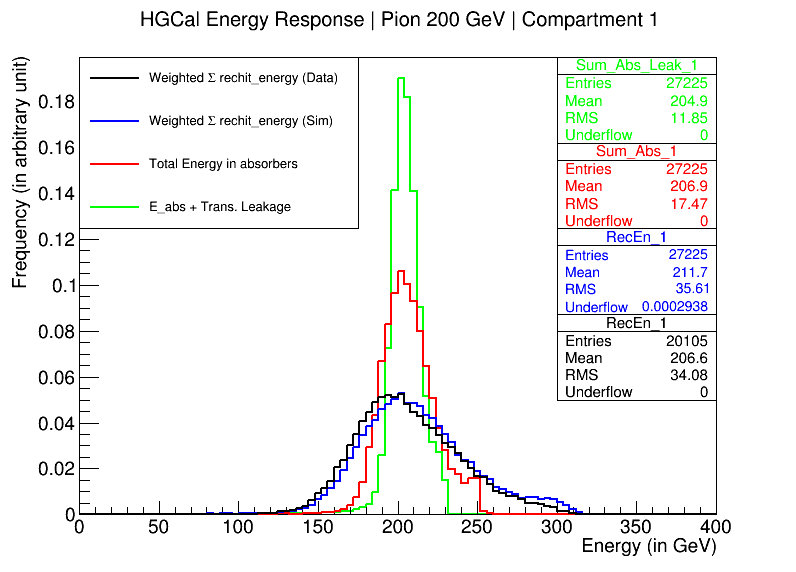 HGCal Energy Response | Pion 200 GeV | Compartment 1
Frequency (in arbitrary unit)
Weighted Σ rechit_energy (Data)
Weighted Σ rechit_energy (Sim)
Total Energy in absorbers
E_abs + Trans. Leakage
Sum_Abs_Leak_1
Entries 27225
Mean 204.9
RMS 11.85
Underflow 0
Sum_Abs_1
Entries 27225
Mean 206.9
RMS 17.47
Underflow 0
RecEn_1
Entries 27225
Mean 211.7
RMS 35.61
Underflow 0.0002938
RecEn_1
Entries 20105
Mean 206.6
RMS 34.08
Underflow 0
0.18
0.16
0.14
0.12
0.1
0.08
0.06
0.04
0.02
0
0 50 100 150 200 250 300 350 400
Energy (in GeV)